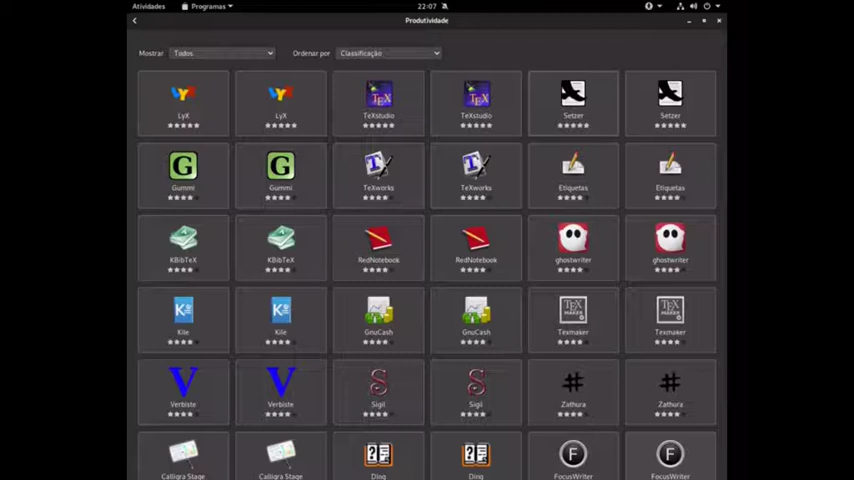 Atividades Programas 22:07
Produtividade
Mostrar Todos Ordenar por Classificação
LyX LyX TeXstudio TeXstudio Setzer Setzer
Gummi Gummi TeXworks TeXworks Etiquetas Etiquetas
KBibTeX KBibTeX RedNotebook RedNotebook ghostwriter ghostwriter
Kile Kile GnuCash GnuCash Texmaker Texmaker
Verbiste Verbiste Sigil Sigil Zathura Zathura
Calligra Stage Calligra Stage Ding Ding FocusWriter FocusWriter